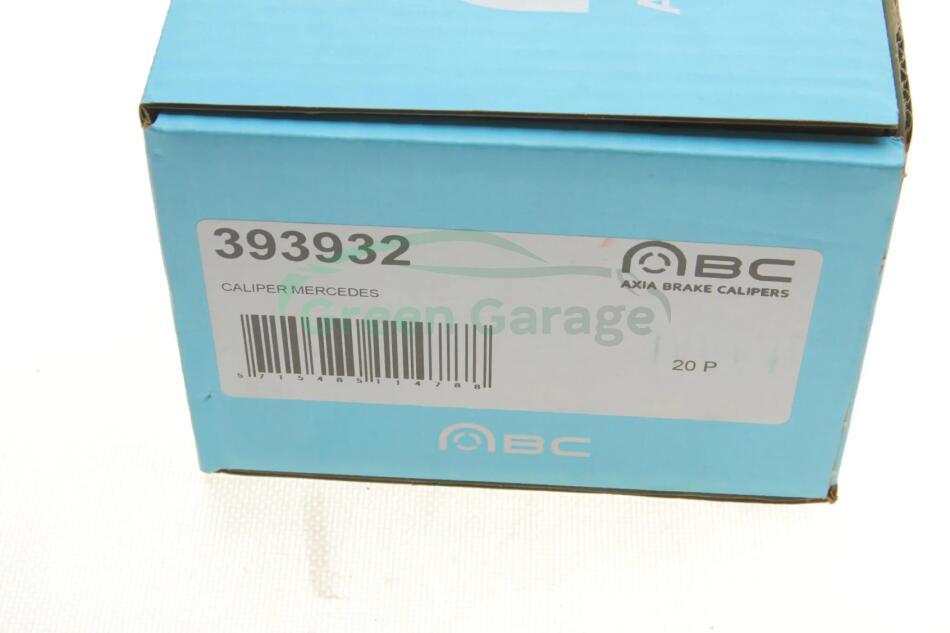 A
393932
ABC
AXIA BRAKE CALIPERS
CALIPER MERCEDES
Green Garage
5715485114788
20 P
ABC